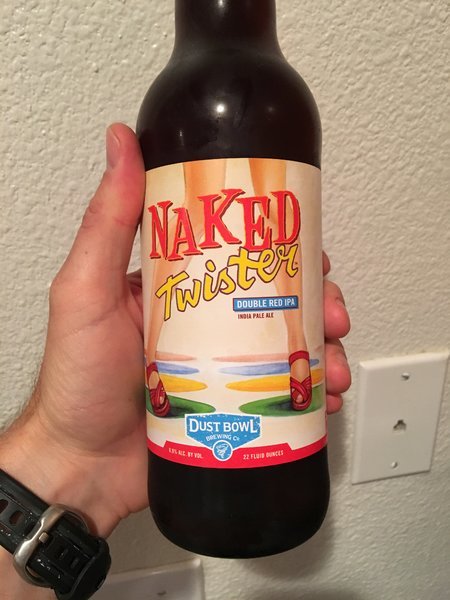 NAKED
Twister
DOUBLE RED IPA
INDIA PALE ALE
DUST BOWL
BREWING Co
ALC. BY VOL.
22 FLUID OUNCES